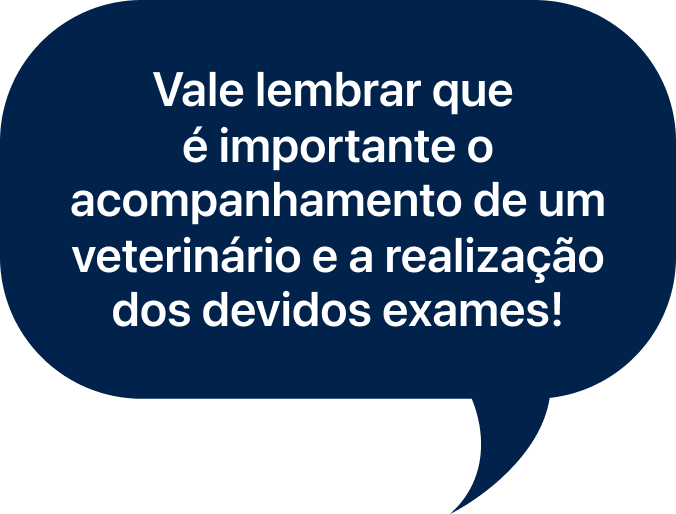 Vale lembrar que
é importante o
acompanhamento de um
veterinário e a realização
dos devidos exames!